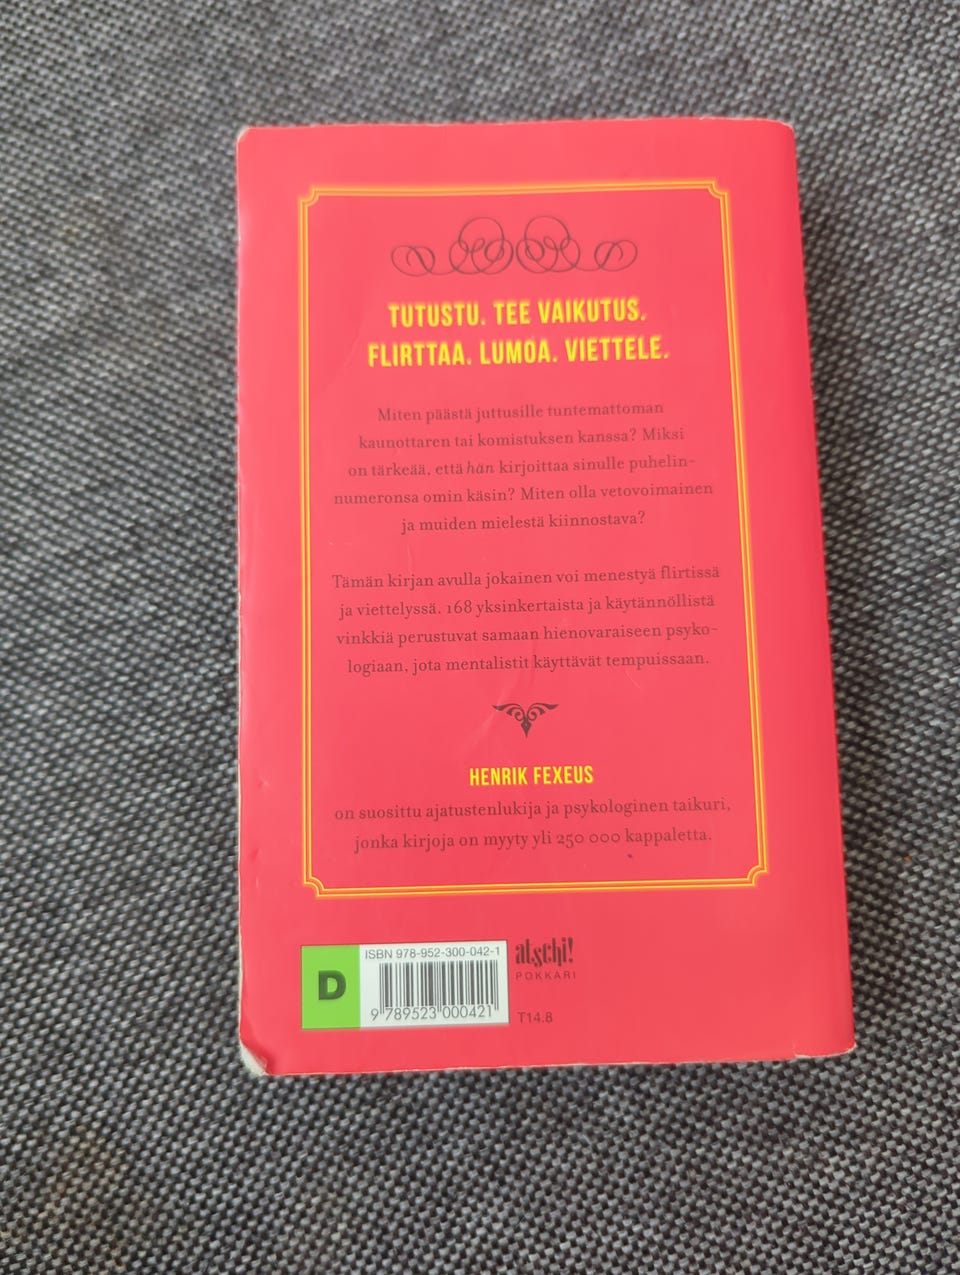 TUTUSTU. TEE VAIKUTUS.
FLIRTTAA. LUMOA. VIETTELE.
Miten päästä juttusille tuntemattoman
kaunottaren tai komistuksen kanssa? Miksi
on tärkeää, että hän kirjoittaa sinulle puhelin-
numeronsa omin käsin? Miten olla vetovoimainen
ja muiden mielestä kiinnostava?
Tämän kirjan avulla jokainen voi menestyä flirtissä
ja viettelyssä. 168 yksinkertaista ja käytännöllistä
vinkkiä perustuvat samaan hienovaraiseen psyko-
logiaan, jota mentalistit käyttävät tempuissaan.
HENRIK FEXEUS
on suosittu ajatustenlukija ja psykologinen taikuri,
jonka kirjoja on myyty yli 250 000 kappaletta.
D
ISBN 978-952-300-042-1
9 789523 000421
atschi!
POKKARI
T14.8